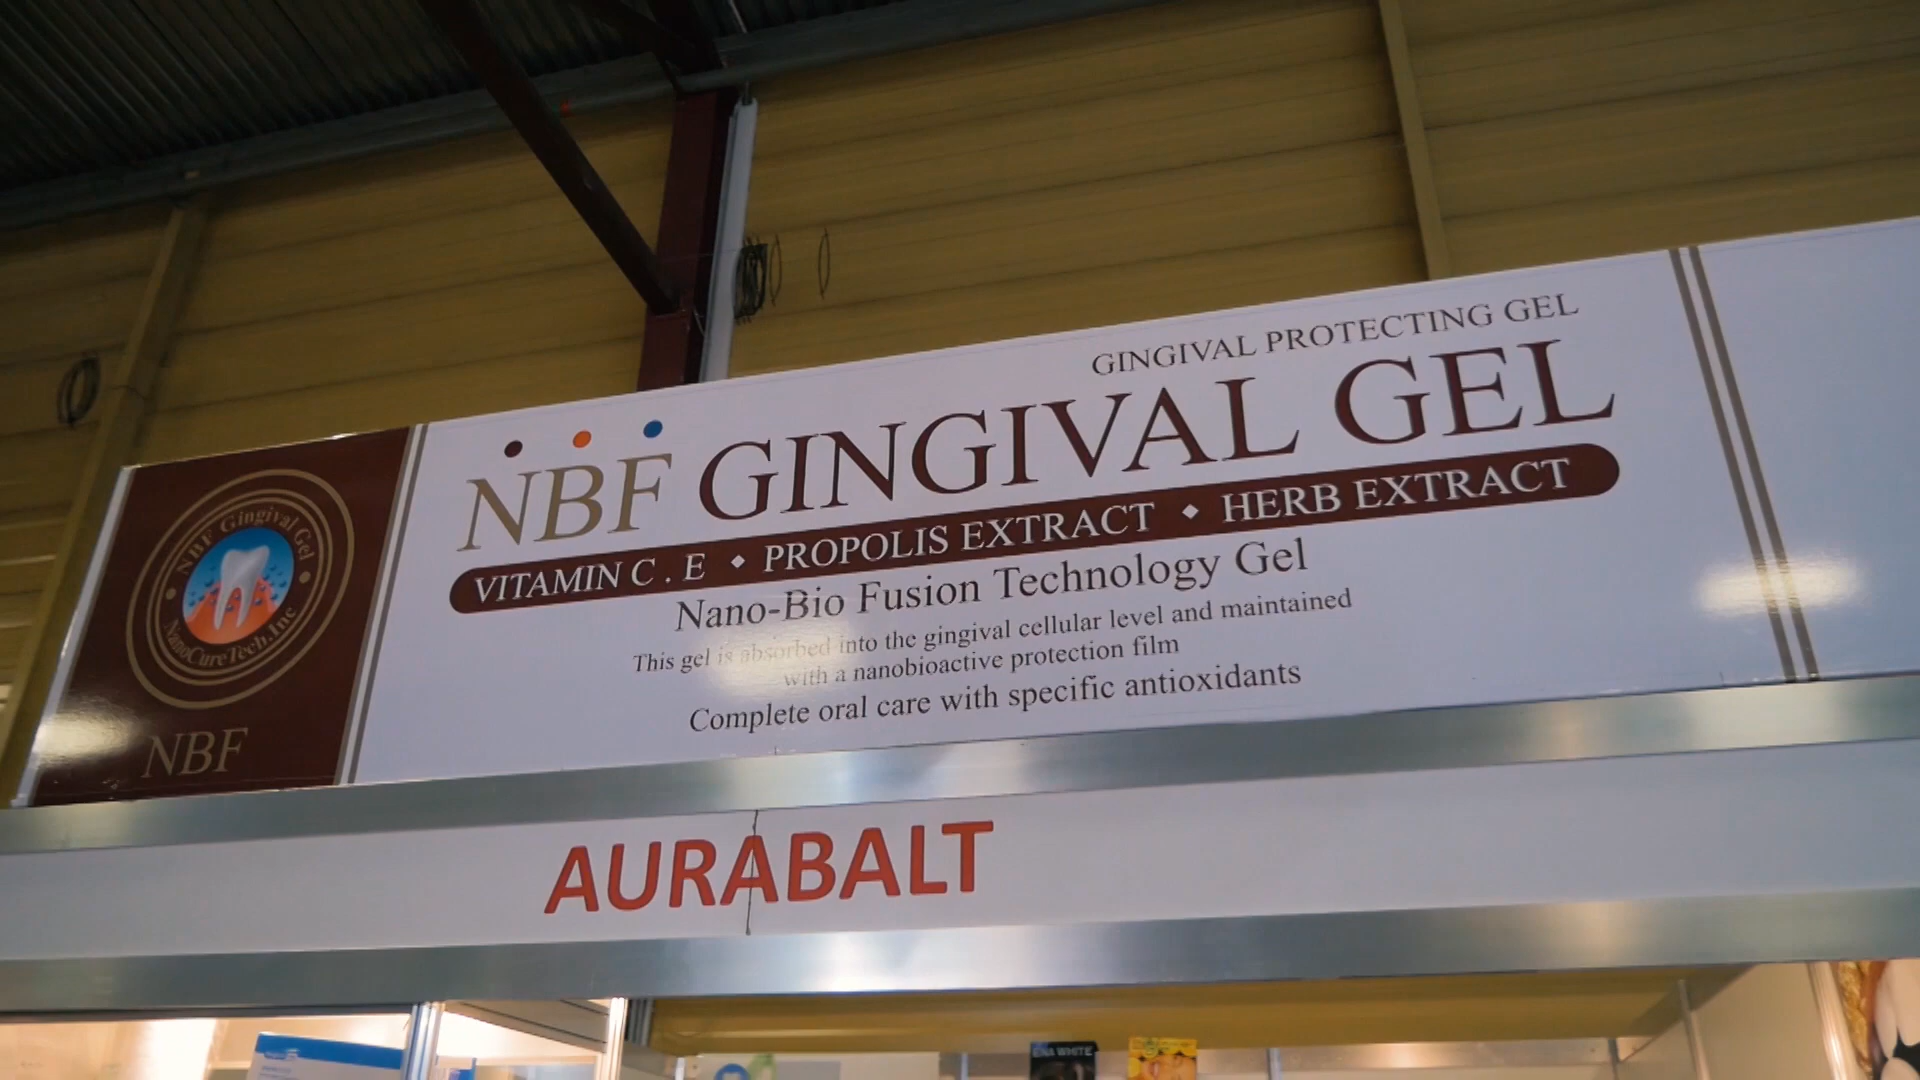 GINGIVAL PROTECTING GEL
NBF GINGIVAL GEL
VITAMIN C . E ◆ PROPOLIS EXTRACT ◆ HERB EXTRACT
Nano-Bio Fusion Technology Gel
This gel is absorbed into the gingival cellular level and maintained
with a nanobioactive protection film
Complete oral care with specific antioxidants
NBF Gingival Gel
NanoCureTech.Inc
NBF
AURABALT
WHITE